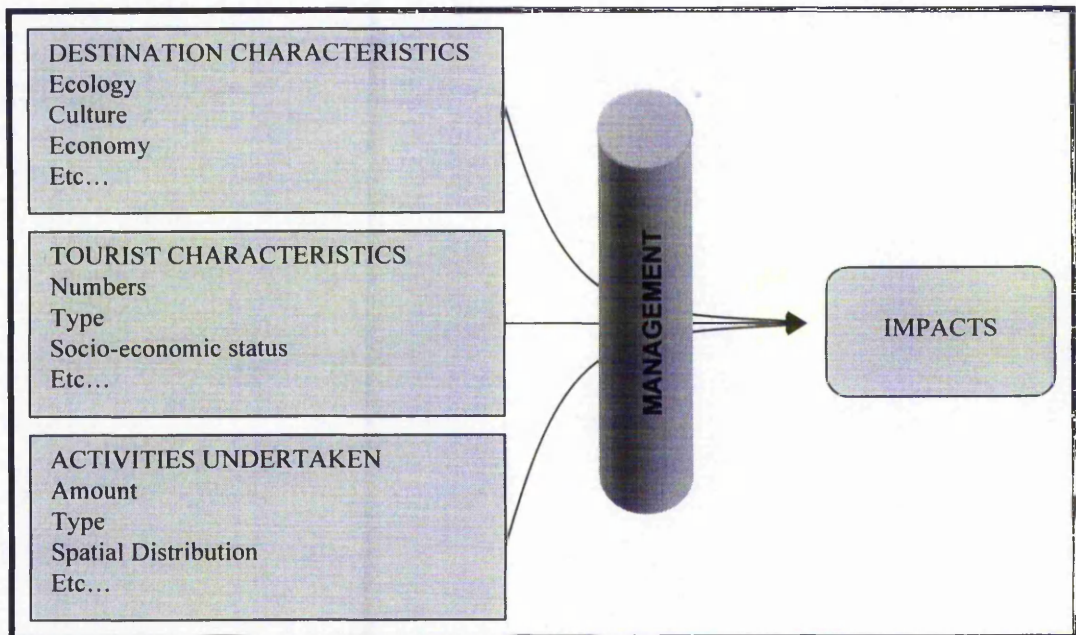 DESTINATION CHARACTERISTICS
Ecology
Culture
Economy
Etc...
TOURIST CHARACTERISTICS
Numbers
Type
Socio-economic status
Etc...
ACTIVITIES UNDERTAKEN
Amount
Type
Spatial Distribution
Etc...
MANAGEMENT
IMPACTS